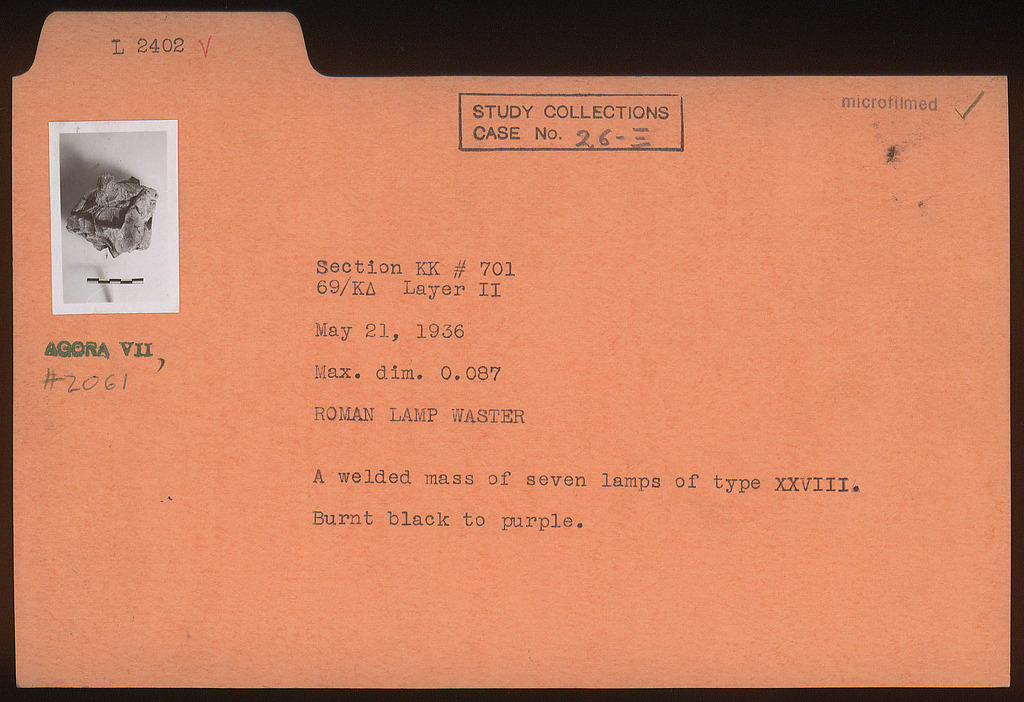 L 2402 √
STUDY COLLECTIONS
CASE No. 26-Ξ
microfilmed ✓
AGORA VII,
#2061
Section KK # 701
69/ΚΔ Layer II
May 21, 1936
Max. dim. 0.087
ROMAN LAMP WASTER
A welded mass of seven lamps of type XXVIII.
Burnt black to purple.